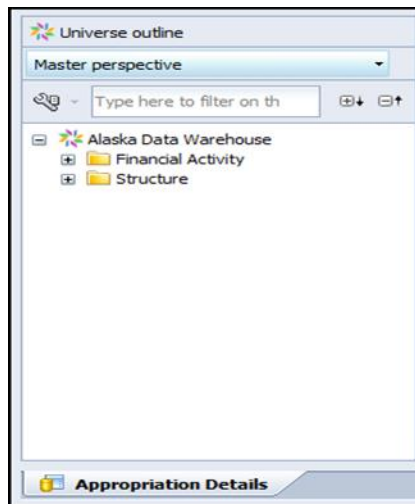 Universe outline
Master perspective
Type here to filter on th
Alaska Data Warehouse
Financial Activity
Structure
Appropriation Details